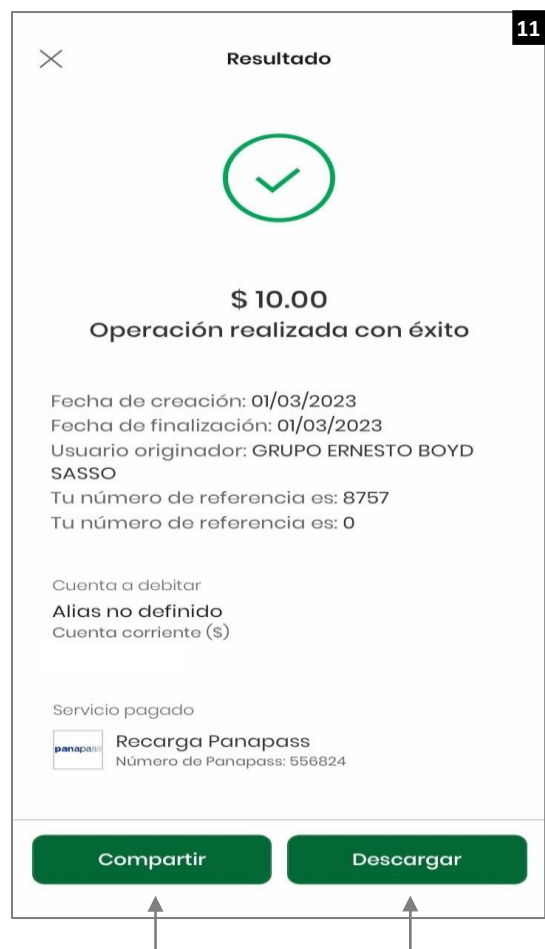 11
Resultado
$ 10.00
Operación realizada con éxito
Fecha de creación: 01/03/2023
Fecha de finalización: 01/03/2023
Usuario originador: GRUPO ERNESTO BOYD
SASSO
Tu número de referencia es: 8757
Tu número de referencia es: 0
Cuenta a debitar
Alias no definido
Cuenta corriente ($)
Servicio pagado
panapass
Recarga Panapass
Número de Panapass: 556824
Compartir
Descargar